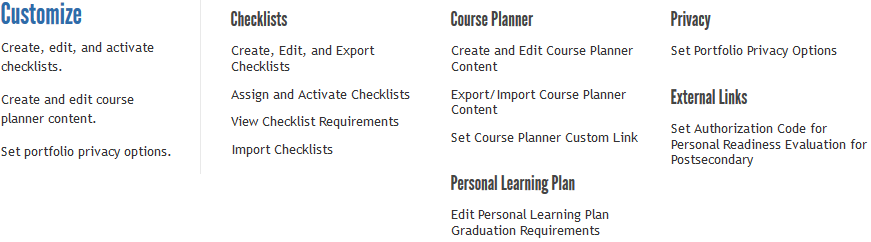 Customize
Create, edit, and activate
checklists.
Create and edit course
planner content.
Set portfolio privacy options.
Checklists
Create, Edit, and Export
Checklists
Assign and Activate Checklists
View Checklist Requirements
Import Checklists
Course Planner
Create and Edit Course Planner
Content
Export/Import Course Planner
Content
Set Course Planner Custom Link
Personal Learning Plan
Edit Personal Learning Plan
Graduation Requirements
Privacy
Set Portfolio Privacy Options
External Links
Set Authorization Code for
Personal Readiness Evaluation for
Postsecondary